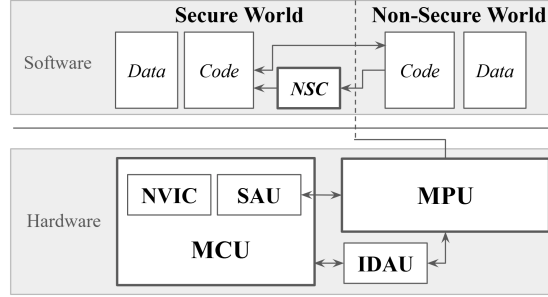 Secure World
Non-Secure World
Software
Data
Code
NSC
Code
Data
Hardware
NVIC
SAU
MCU
MPU
IDAU